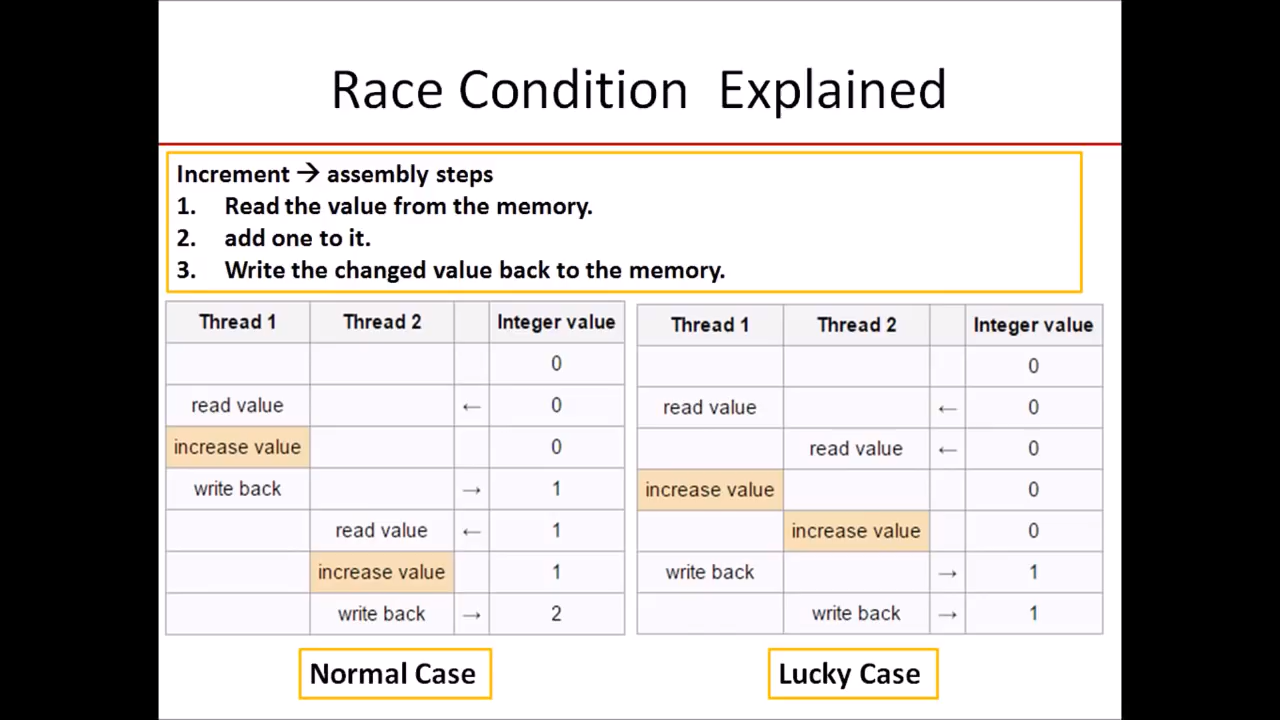 Race Condition Explained
Increment → assembly steps
1. Read the value from the memory.
2. add one to it.
3. Write the changed value back to the memory.
Thread 1 Thread 2 Integer value
0
read value ← 0
increase value 0
write back → 1
read value ← 1
increase value 1
write back → 2
Normal Case
Thread 1 Thread 2 Integer value
0
read value ← 0
read value ← 0
increase value 0
increase value 0
write back → 1
write back → 1
Lucky Case